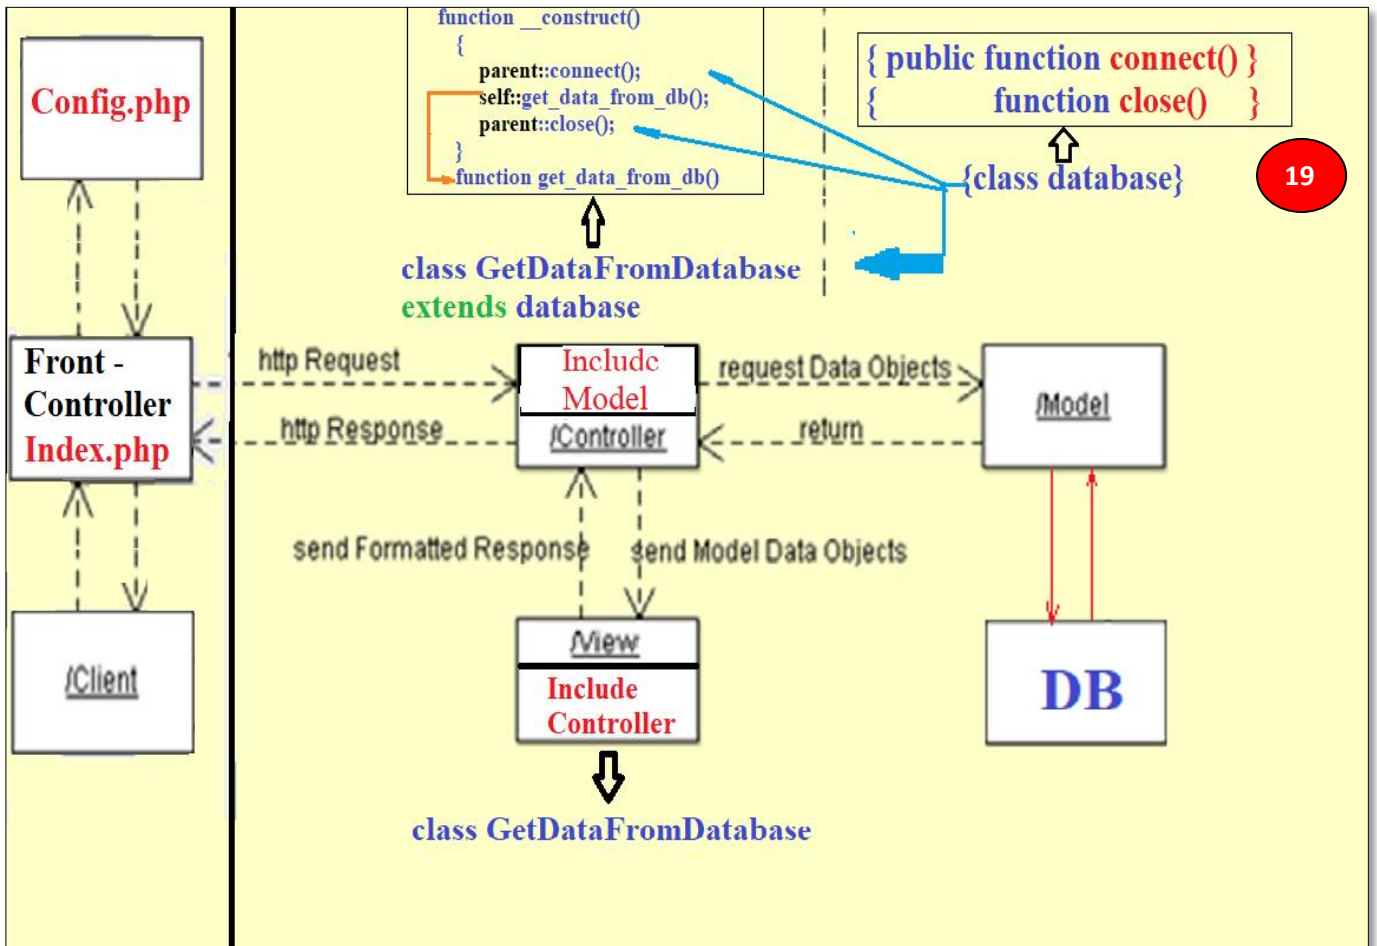 function __construct()
{
parent::connect();
self::get_data_from_db();
parent::close();
}
function get_data_from_db()
{ public function connect() }
{ function close() }
{class database}
19
Config.php
class GetDataFromDatabase
extends database
Front -
Controller
Index.php
http Request
http Response
Include
Model
/Controller
request Data Objects
return
/Model
send Formatted Response
send Model Data Objects
/Client
/View
Include
Controller
DB
class GetDataFromDatabase